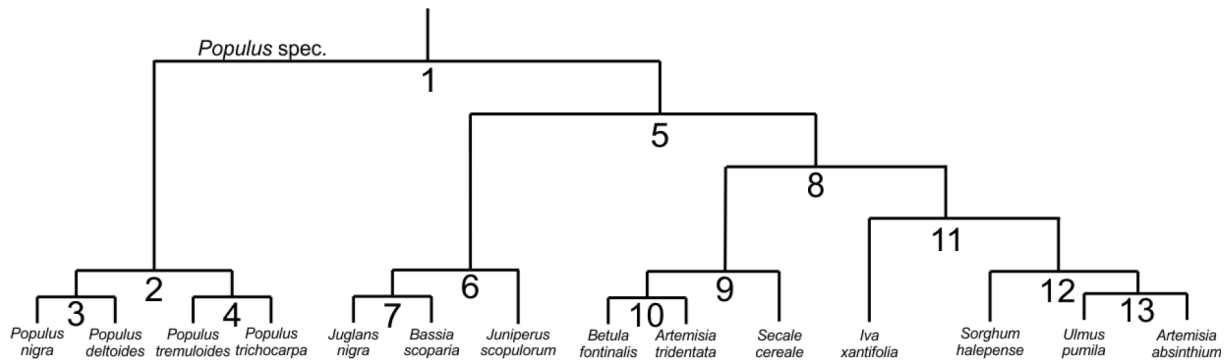 Populus spec.
1
5
8
11
2
6
9
12
3
4
7
10
13
Populus
nigra
Populus
deltoides
Populus
tremuloides
Populus
trichocarpa
Juglans
nigra
Bassia
scoparia
Juniperus
scopulorum
Betula
fontinalis
Artemisia
tridentata
Secale
cereale
Iva
xantifolia
Sorghum
halepense
Ulmus
pumila
Artemisia
absinthium